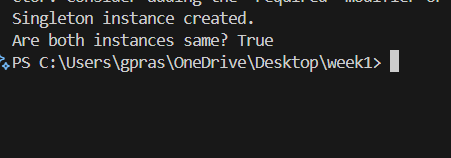 ctor. Consider adding the 'required' modifier or
Singleton instance created.
Are both instances same? True
PS C:\Users\gpras\OneDrive\Desktop\week1>